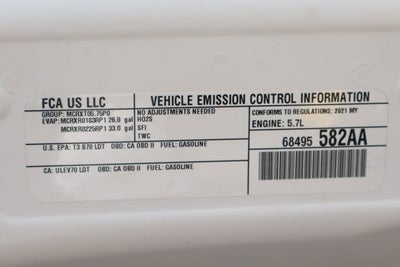 FCA US LLC
VEHICLE EMISSION CONTROL INFORMATION
GROUP: MCRXT05.75P0
EVAP: MCRXR0183RP1 26.0 gal
MCRXR0225RP1 33.0 gal
NO ADJUSTMENTS NEEDED
HO2S
SFI
TWC
CONFORMS TO REGULATIONS: 2021 MY
ENGINE: 5.7L
68495 582AA
U.S. EPA: T3 B70 LDT OBD: CA OBD II FUEL: GASOLINE
CA: ULEV70 LDT OBD: CA OBD II FUEL: GASOLINE